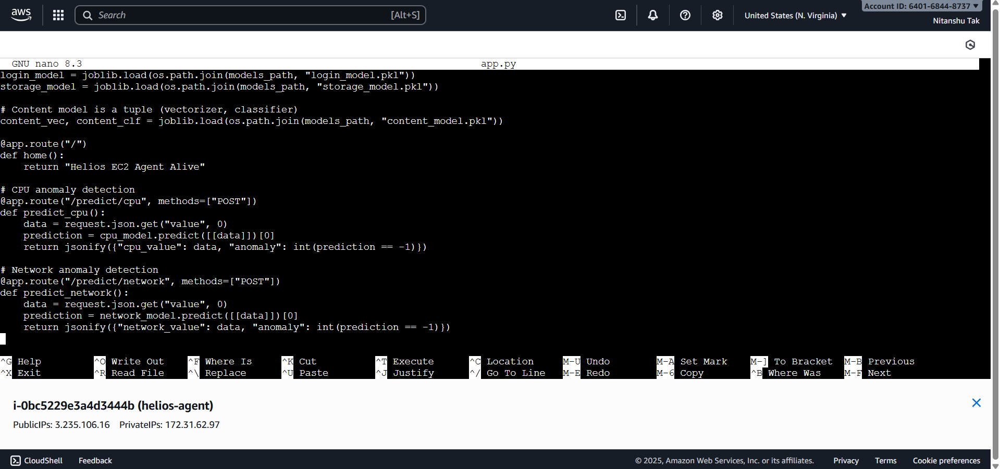 aws
Search [Alt+S]
United States (N. Virginia) ▼
Account ID: 6401-6844-8737 ▼
Nitanshu Tak
GNU nano 8.3 app.py
login_model = joblib.load(os.path.join(models_path, "login_model.pkl"))
storage_model = joblib.load(os.path.join(models_path, "storage_model.pkl"))
# Content model is a tuple (vectorizer, classifier)
content_vec, content_clf = joblib.load(os.path.join(models_path, "content_model.pkl"))
@app.route("/")
def home():
    return "Helios EC2 Agent Alive"
# CPU anomaly detection
@app.route("/predict/cpu", methods=["POST"])
def predict_cpu():
    data = request.json.get("value", 0)
    prediction = cpu_model.predict([[data]])[0]
    return jsonify({"cpu_value": data, "anomaly": int(prediction == -1)})
# Network anomaly detection
@app.route("/predict/network", methods=["POST"])
def predict_network():
    data = request.json.get("value", 0)
    prediction = network_model.predict([[data]])[0]
    return jsonify({"network_value": data, "anomaly": int(prediction == -1)})
^G Help ^O Write Out ^F Where Is ^K Cut ^T Execute ^C Location M-U Undo M-A Set Mark M-] To Bracket M-B Previous
^X Exit ^R Read File ^\ Replace ^U Paste ^J Justify ^/ Go To Line M-E Redo M-6 Copy ^B Where Was M-F Next
i-0bc5229e3a4d3444b (helios-agent)
PublicIPs: 3.235.106.16 PrivateIPs: 172.31.62.97
CloudShell Feedback © 2025, Amazon Web Services, Inc. or its affiliates. Privacy Terms Cookie preferences